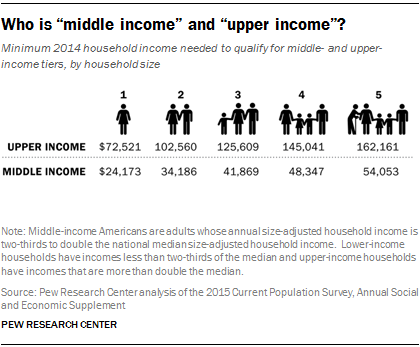 Who is “middle income” and “upper income”?
Minimum 2014 household income needed to qualify for middle- and upper-
income tiers, by household size
1 2 3 4 5
UPPER INCOME $72,521 102,560 125,609 145,041 162,161
MIDDLE INCOME $24,173 34,186 41,869 48,347 54,053
Note: Middle-income Americans are adults whose annual size-adjusted household income is
two-thirds to double the national median size-adjusted household income. Lower-income
households have incomes less than two-thirds of the median and upper-income households
have incomes that are more than double the median.
Source: Pew Research Center analysis of the 2015 Current Population Survey, Annual Social
and Economic Supplement
PEW RESEARCH CENTER